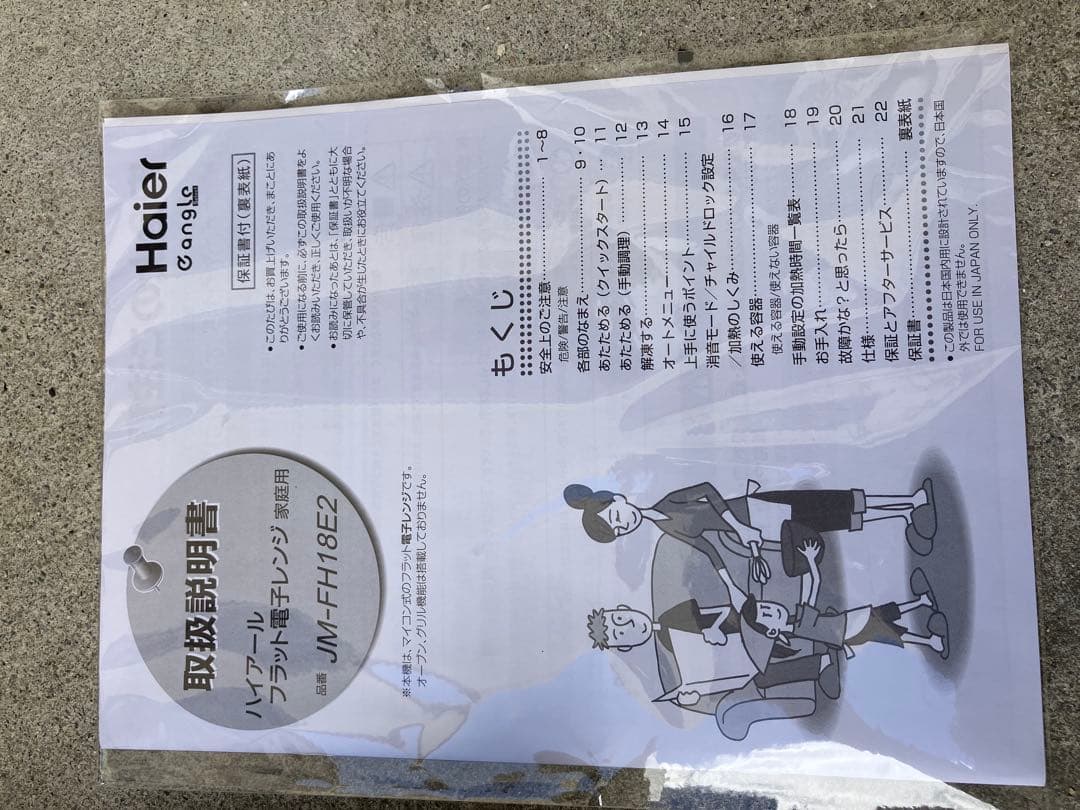 取扱説明書
ハイアール
フラット電子レンジ 家庭用
品番 JM-FH18E2
※本機は、マイコン式のフラット電子レンジです。
オーブン、グリル機能は搭載しておりません。
Haier
angle
保証書付(裏表紙)
●このたびは、お買上げいただき、まことにあ
りがとうございます。
●ご使用になる前に、必ずこの取扱説明書をよ
くお読みいただき、正しくご使用ください。
●お読みになったあとは、「保証書」とともに大
切に保管していただき、取扱いが不明な場合
や、不具合が生じたときにお役立てください。
もくじ
安全上のご注意……………1~8
危険/警告/注意
各部のなまえ……………9・10
あたためる(クイックスタート)…11
あたためる(手動調理)…………12
解凍する……………13
オートメニュー……………14
上手に使うポイント……………15
消音モード/チャイルドロック設定
/加熱のしくみ……………16
使える容器……………17
使える容器/使えない容器
手動設定の加熱時間一覧表……18
お手入れ……………19
故障かな?と思ったら…………20
仕様……………21
保証とアフターサービス………22
保証書……………裏表紙
●この製品は日本国内用に設計されていますので、日本国
外では使用できません。
FOR USE IN JAPAN ONLY.